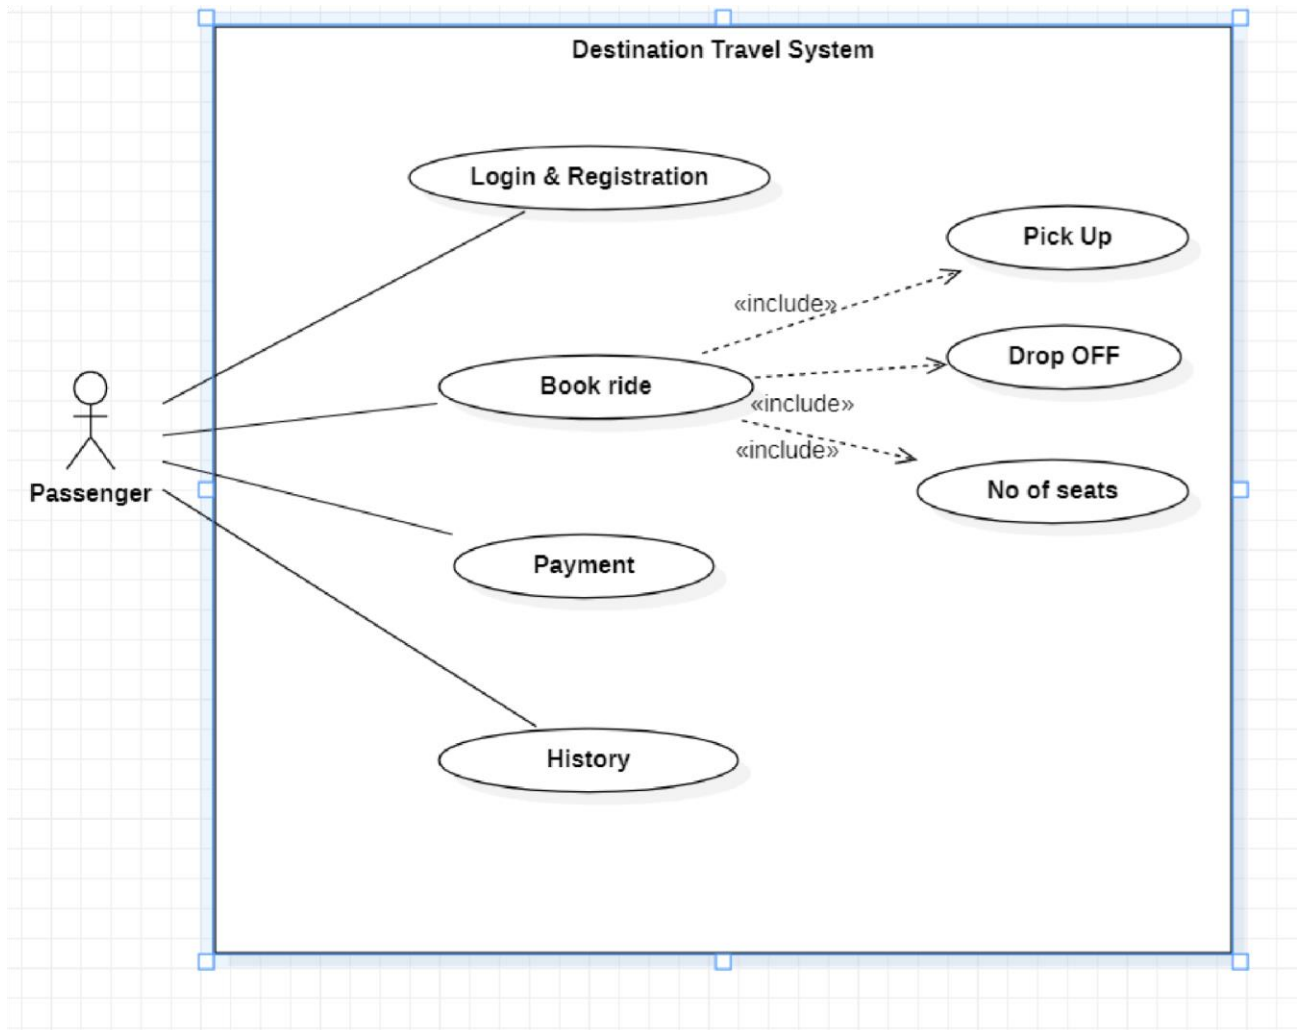 Destination Travel System
Login & Registration
Pick Up
«include»
Drop OFF
Book ride
«include»
«include»
No of seats
Passenger
Payment
History